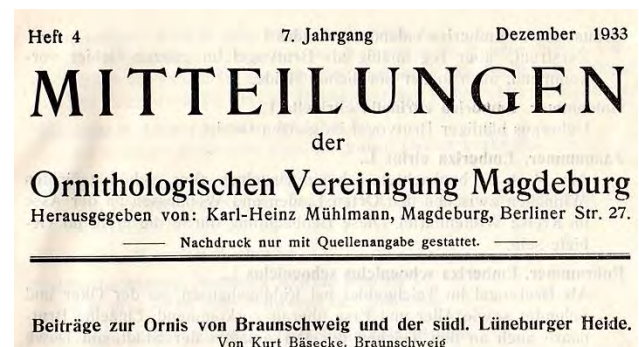 Heft 4 7. Jahrgang Dezember 1933
MITTEILUNGEN
der
Ornithologischen Vereinigung Magdeburg
Herausgegeben von: Karl-Heinz Mühlmann, Magdeburg, Berliner Str. 27.
Nachdruck nur mit Quellenangabe gestattet.
Beiträge zur Ornis von Braunschweig und der südl. Lüneburger Heide.
Von Kurt Bäsecke, Braunschweig